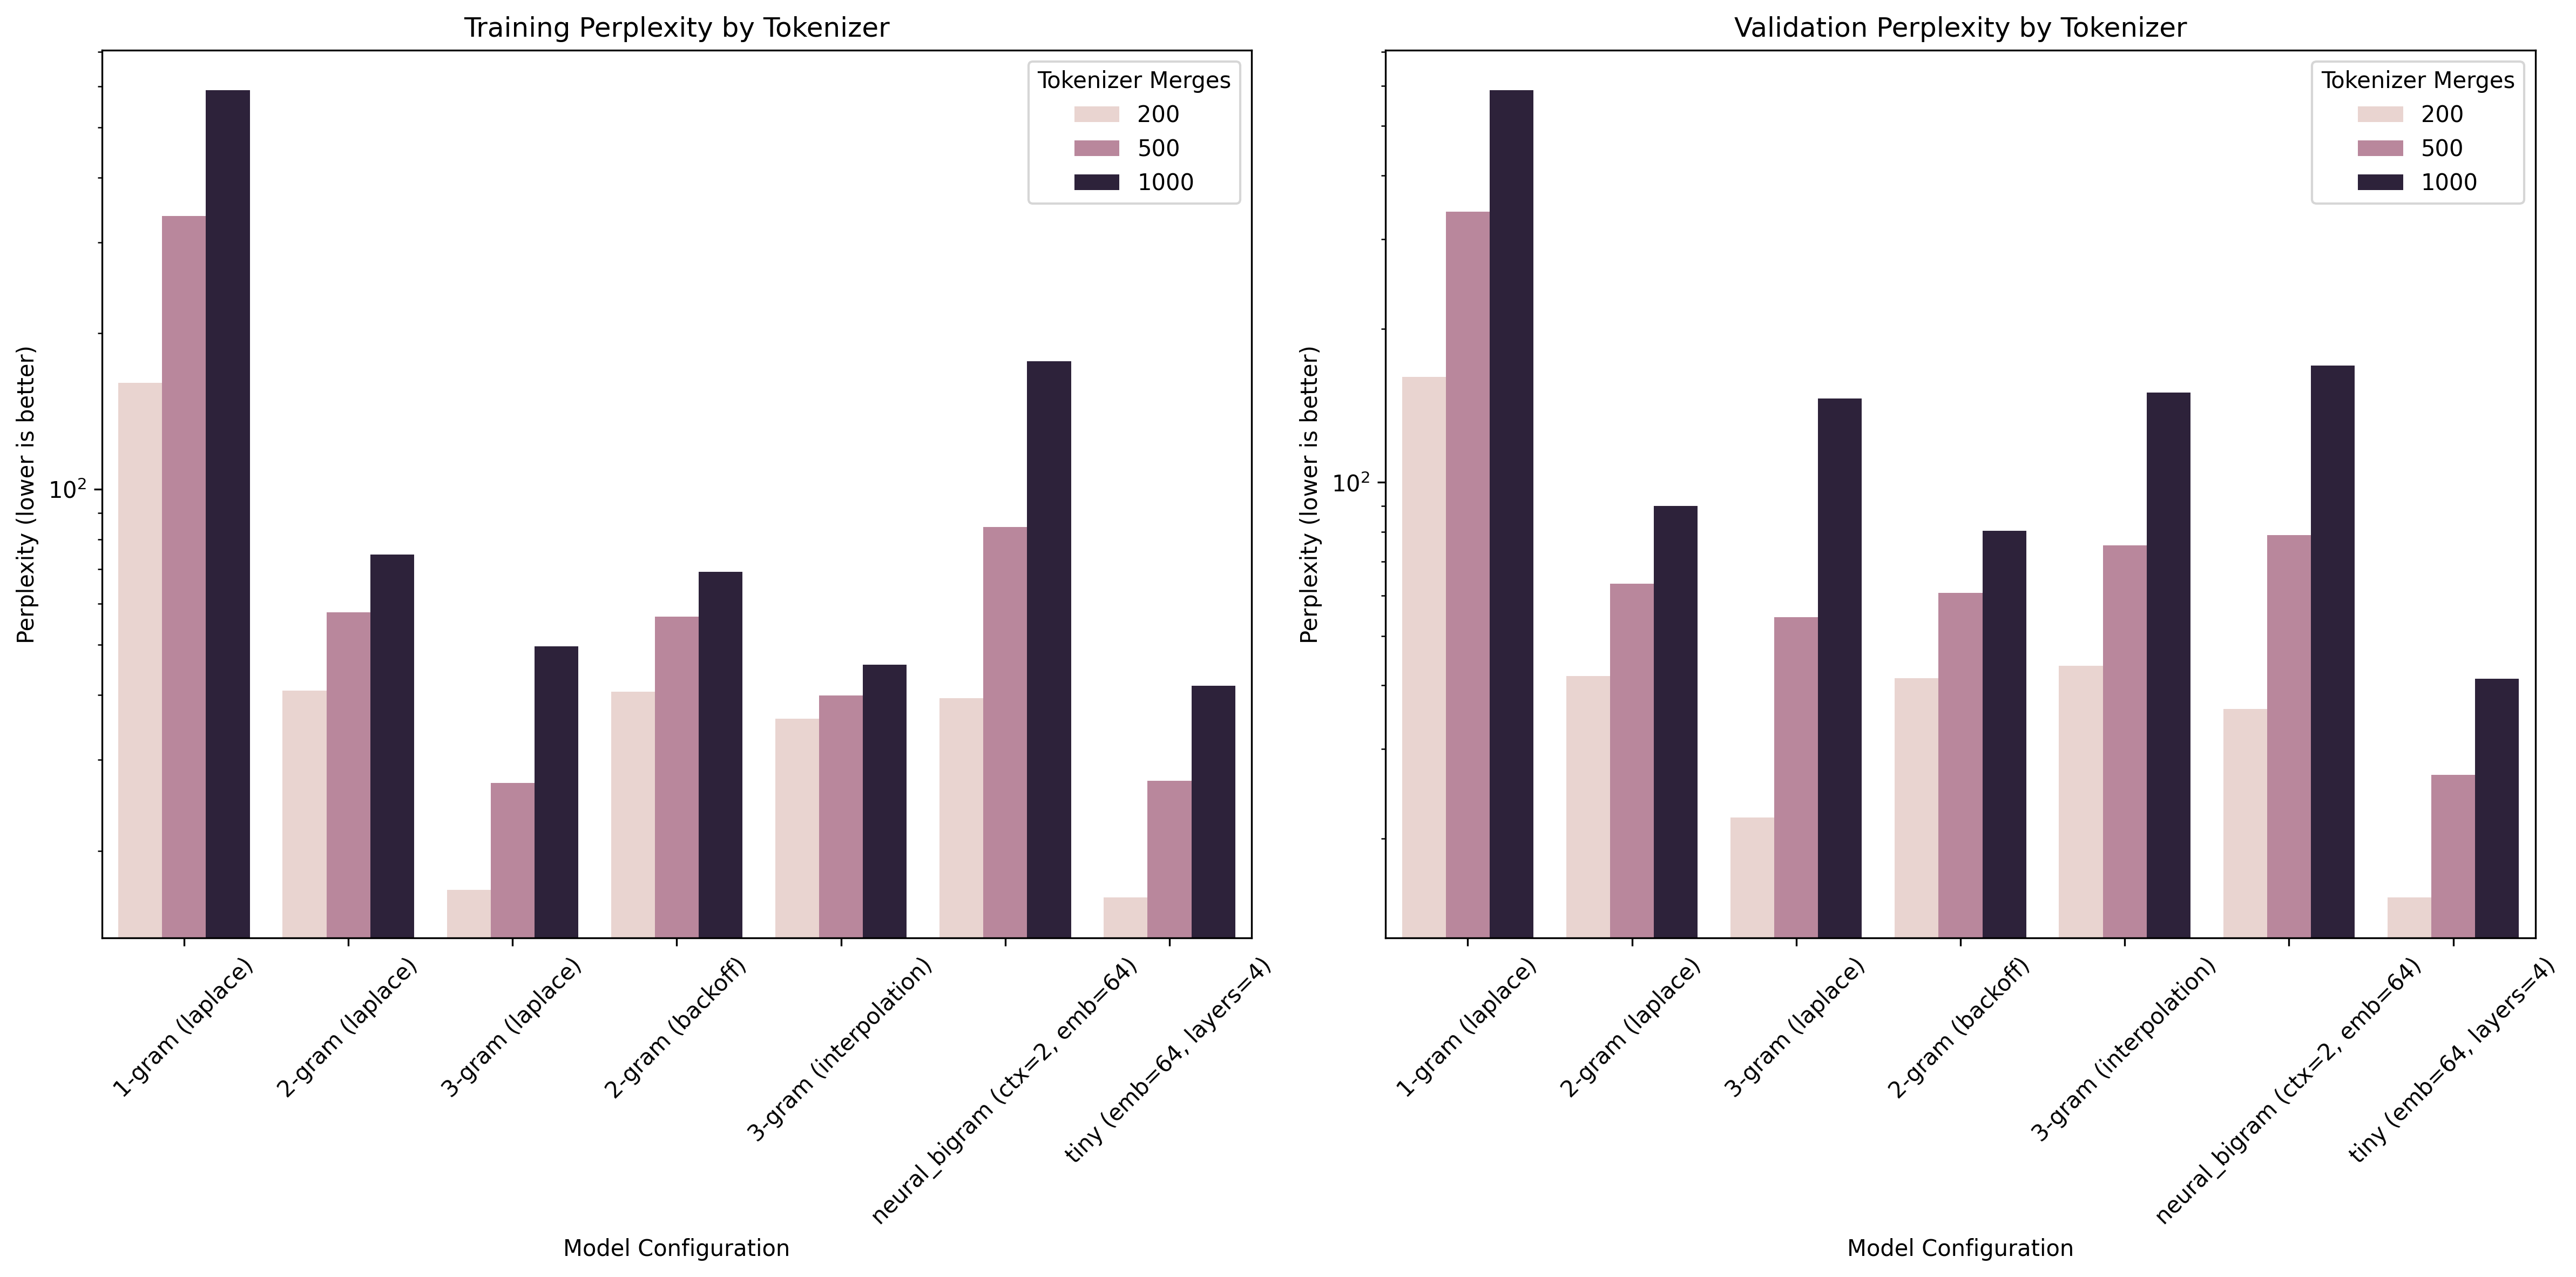 Training Perplexity by Tokenizer
Perplexity (lower is better)
10²
Tokenizer Merges
200
500
1000
1-gram (laplace)
2-gram (laplace)
3-gram (laplace)
2-gram (backoff)
3-gram (interpolation)
neural_bigram (ctx=2, emb=64)
tiny (emb=64, layers=4)
Model Configuration
Validation Perplexity by Tokenizer
Perplexity (lower is better)
10²
Tokenizer Merges
200
500
1000
1-gram (laplace)
2-gram (laplace)
3-gram (laplace)
2-gram (backoff)
3-gram (interpolation)
neural_bigram (ctx=2, emb=64)
tiny (emb=64, layers=4)
Model Configuration